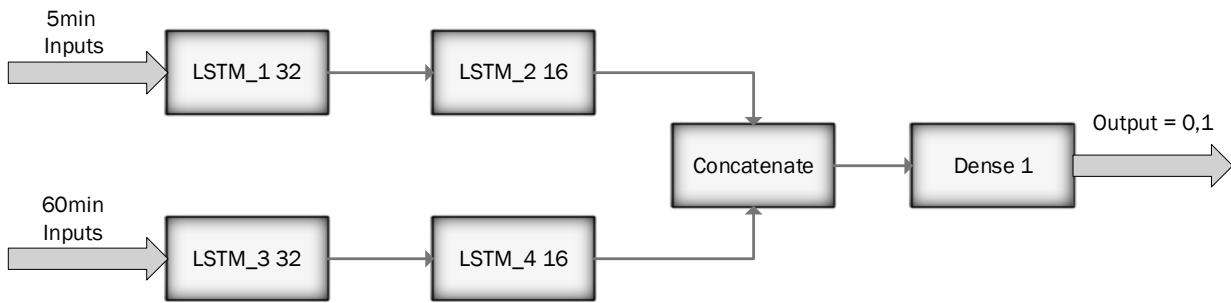 5min
Inputs
LSTM_1 32
LSTM_2 16
Concatenate
Dense 1
Output = 0,1
60min
Inputs
LSTM_3 32
LSTM_4 16